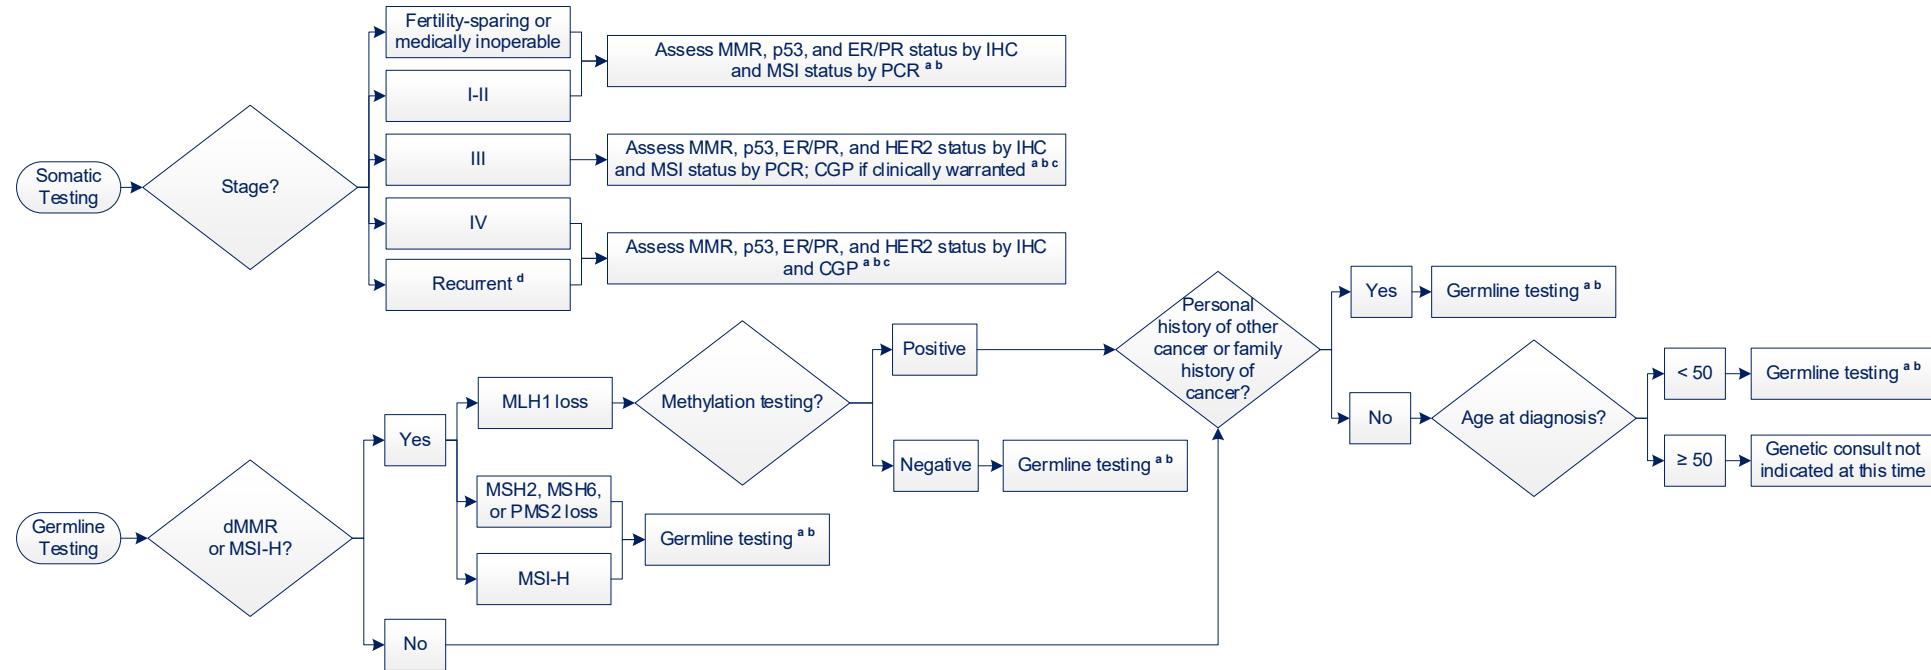 Somatic
Testing
Stage?
Fertility-sparing or
medically inoperable
I-II
III
IV
Recurrent d
Assess MMR, p53, and ER/PR status by IHC
and MSI status by PCR a b
Assess MMR, p53, ER/PR, and HER2 status by IHC
and MSI status by PCR; CGP if clinically warranted a b c
Assess MMR, p53, ER/PR, and HER2 status by IHC
and CGP a b c
Germline
Testing
dMMR
or MSI-H?
Yes
MLH1 loss
Methylation testing?
Positive
Negative
Germline testing a b
MSH2, MSH6,
or PMS2 loss
MSI-H
Germline testing a b
No
Personal
history of other
cancer or family
history of
cancer?
Yes
Germline testing a b
No
Age at diagnosis?
< 50
Germline testing a b
≥ 50
Genetic consult not
indicated at this time